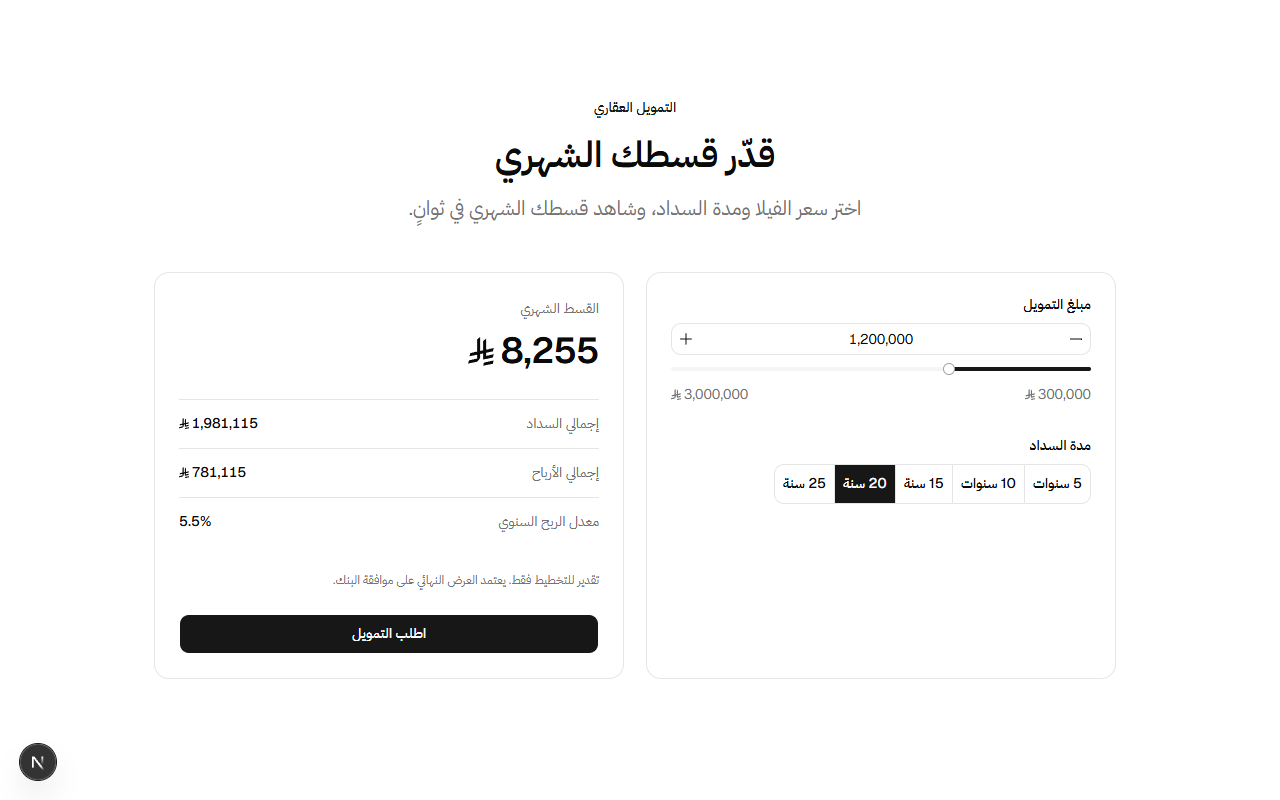 التمويل العقاري
قدّر قسطك الشهري
اختر سعر الفيلا ومدة السداد، وشاهد قسطك الشهري في ثوانٍ.
مبلغ التمويل
1,200,000
300,000 ⃁
3,000,000 ⃁
مدة السداد
5 سنوات
10 سنوات
15 سنة
20 سنة
25 سنة
القسط الشهري
8,255 ⃁
إجمالي السداد
1,981,115 ⃁
إجمالي الأرباح
781,115 ⃁
معدل الربح السنوي
5.5%
تقدير للتخطيط فقط. يعتمد العرض النهائي على موافقة البنك.
اطلب التمويل
N